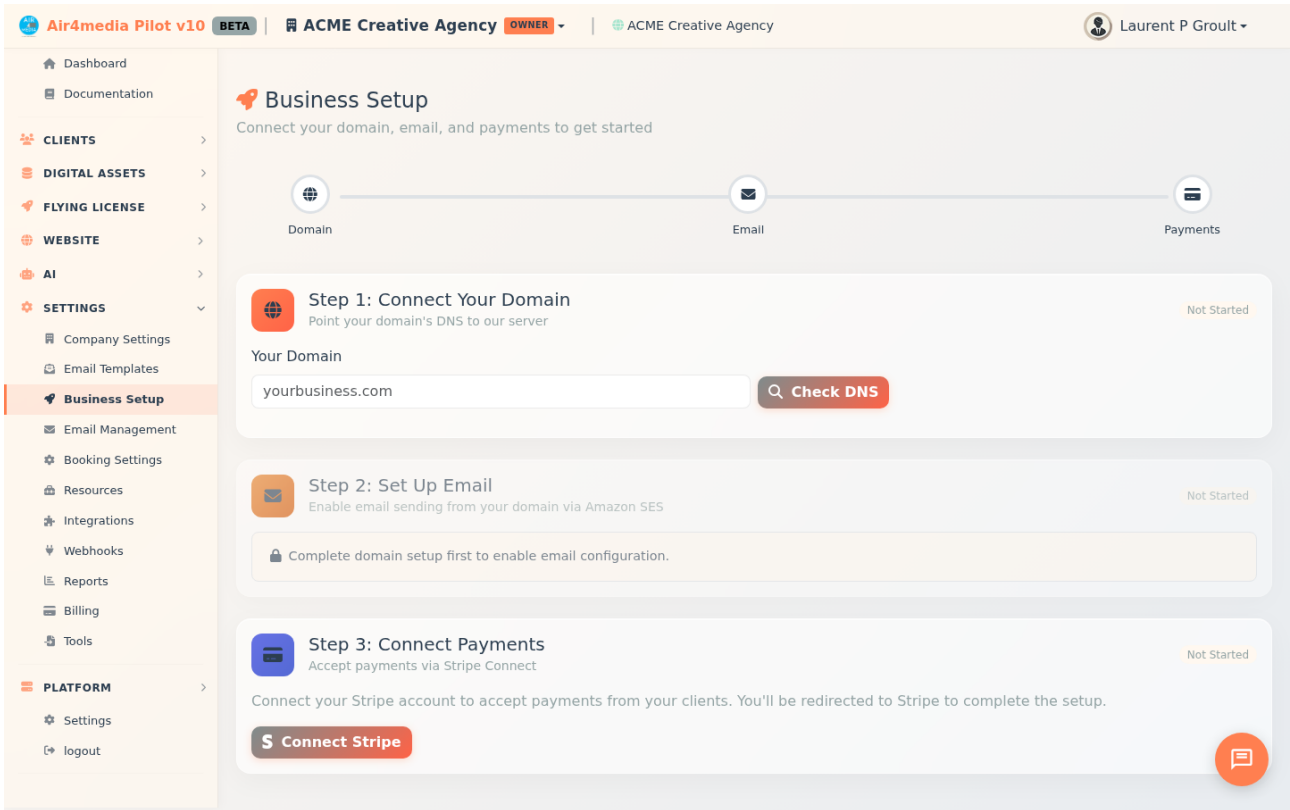 Air4media Pilot v10 BETA | ACME Creative Agency OWNER | ACME Creative Agency Laurent P Groult
Dashboard
Documentation
CLIENTS
DIGITAL ASSETS
FLYING LICENSE
WEBSITE
AI
SETTINGS
Company Settings
Email Templates
Business Setup
Email Management
Booking Settings
Resources
Integrations
Webhooks
Reports
Billing
Tools
PLATFORM
Settings
logout
Business Setup
Connect your domain, email, and payments to get started
Domain Email Payments
Step 1: Connect Your Domain
Point your domain's DNS to our server
Not Started
Your Domain
yourbusiness.com
Check DNS
Step 2: Set Up Email
Enable email sending from your domain via Amazon SES
Not Started
Complete domain setup first to enable email configuration.
Step 3: Connect Payments
Accept payments via Stripe Connect
Not Started
Connect your Stripe account to accept payments from your clients. You'll be redirected to Stripe to complete the setup.
S Connect Stripe